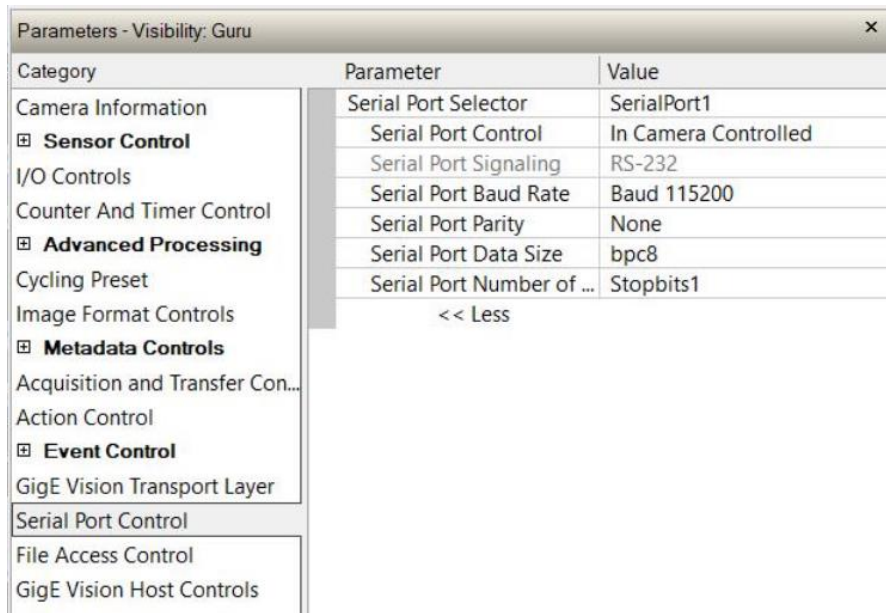 Parameters - Visibility: Guru ×
Category Parameter Value
Camera Information Serial Port Selector SerialPort1
⊞ Sensor Control Serial Port Control In Camera Controlled
I/O Controls Serial Port Signaling RS-232
Counter And Timer Control Serial Port Baud Rate Baud 115200
⊞ Advanced Processing Serial Port Parity None
Cycling Preset Serial Port Data Size bpc8
Image Format Controls Serial Port Number of ... Stopbits1
⊞ Metadata Controls << Less
Acquisition and Transfer Con...
Action Control
⊞ Event Control
GigE Vision Transport Layer
Serial Port Control
File Access Control
GigE Vision Host Controls